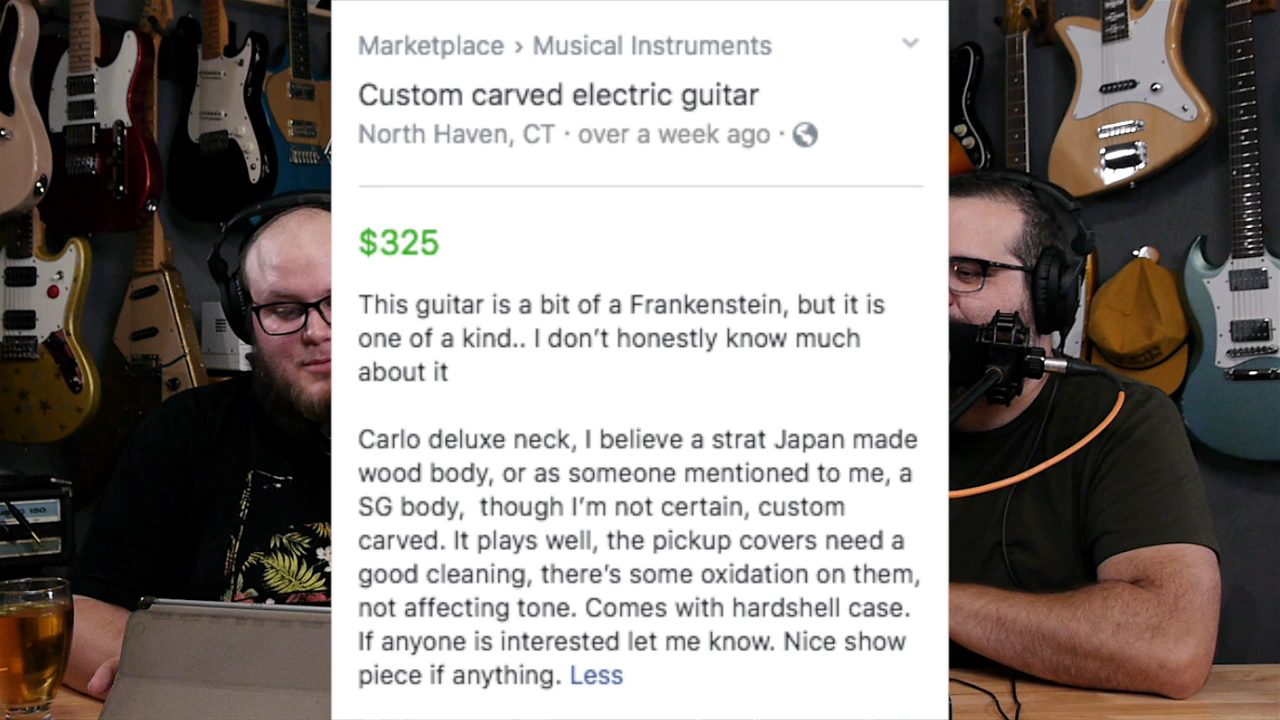 Marketplace › Musical Instruments
Custom carved electric guitar
North Haven, CT · over a week ago ·
$325
This guitar is a bit of a Frankenstein, but it is
one of a kind.. I don't honestly know much
about it
Carlo deluxe neck, I believe a strat Japan made
wood body, or as someone mentioned to me, a
SG body,  though I'm not certain, custom
carved. It plays well, the pickup covers need a
good cleaning, there's some oxidation on them,
not affecting tone. Comes with hardshell case.
If anyone is interested let me know. Nice show
piece if anything. Less